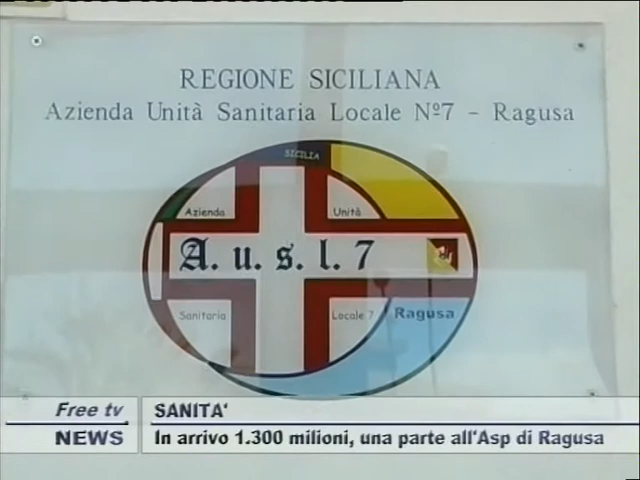 REGIONE SICILIANA
Azienda Unità Sanitaria Locale Nº7 - Ragusa
SICILIA
Azienda
Unità
A. u. s. l. 7
Sanitaria
Locale 7
Ragusa
Free tv
NEWS
SANITA'
In arrivo 1.300 milioni, una parte all'Asp di Ragusa